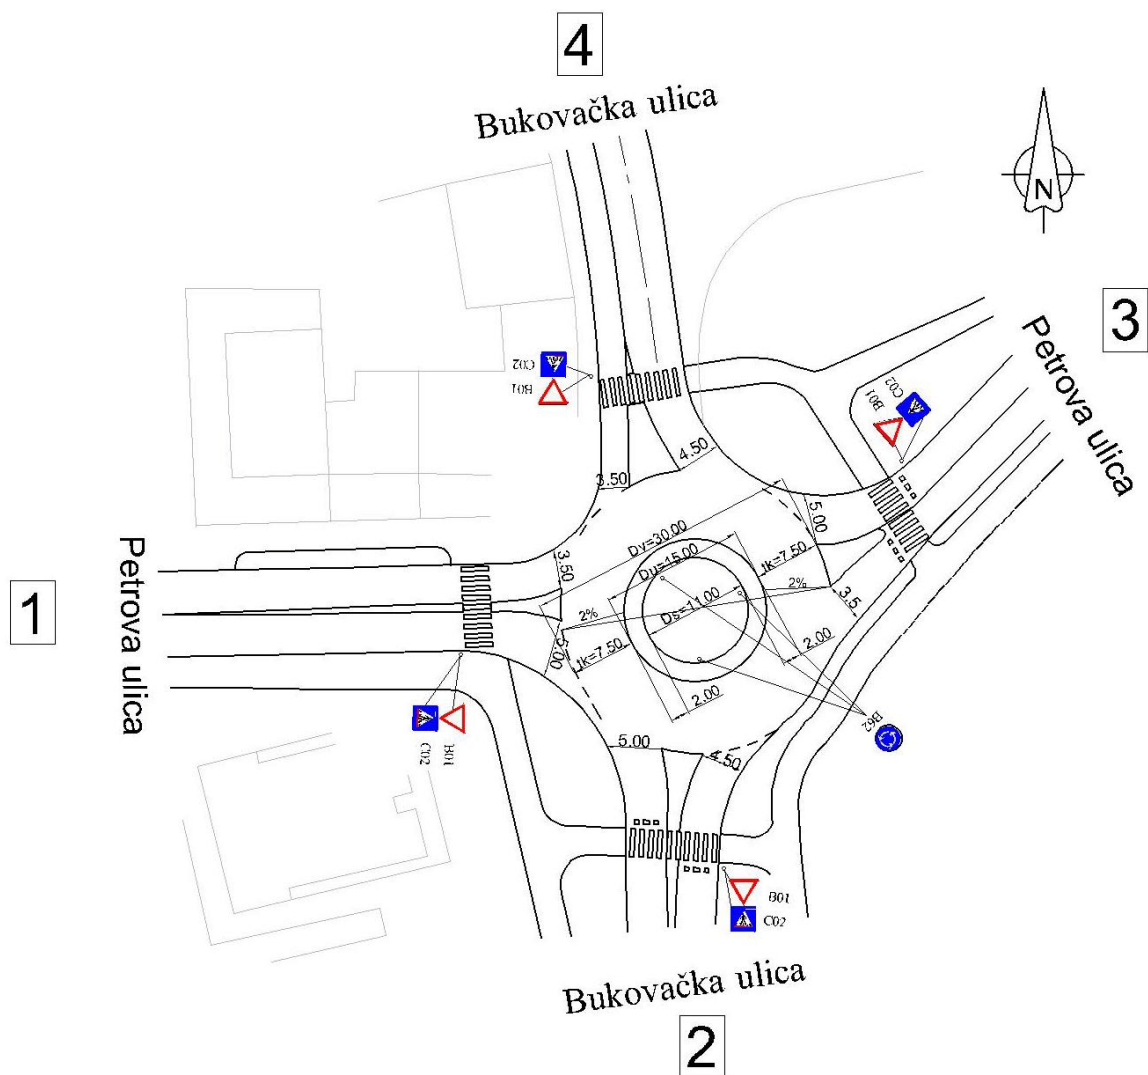 4
Bukovačka ulica
N
3
Petrova ulica
C02
B01
C02
B01
4.50
3.50
5.00
Dv=30.00
3.50
Du=15.00
tk=7.50
2%
Ds=11.00
2%
3.5
1
Petrova ulica
5.00
tk=7.50
2.00
2.00
B62
C02
B01
5.00
4.50
B01
C02
Bukovačka ulica
2